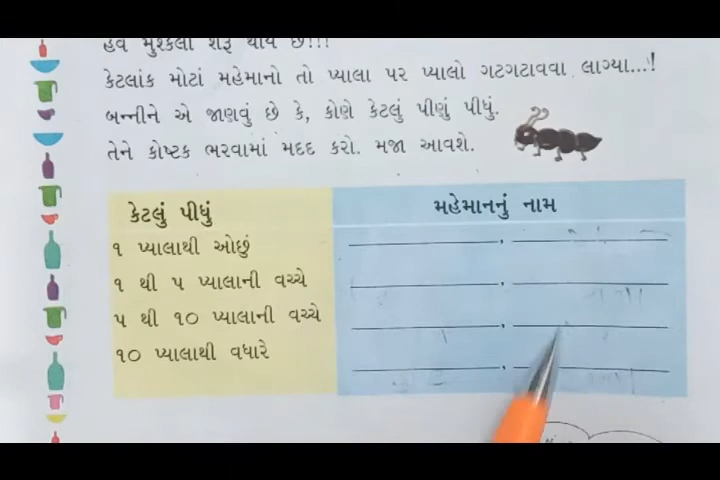 હવે મુશ્કેલી શરૂ થાય છે!!!
કેટલાંક મોટાં મહેમાનો તો પ્યાલા પર પ્યાલો ગટગટાવવા લાગ્યા...!
બન્નીને એ જાણવું છે કે, કોણે કેટલું પીણું પીધું.
તેને કોષ્ટક ભરવામાં મદદ કરો. મજા આવશે.
કેટલું પીધું મહેમાનનું નામ
૧ પ્યાલાથી ઓછું
૧ થી ૫ પ્યાલાની વચ્ચે
૫ થી ૧૦ પ્યાલાની વચ્ચે
૧૦ પ્યાલાથી વધારે